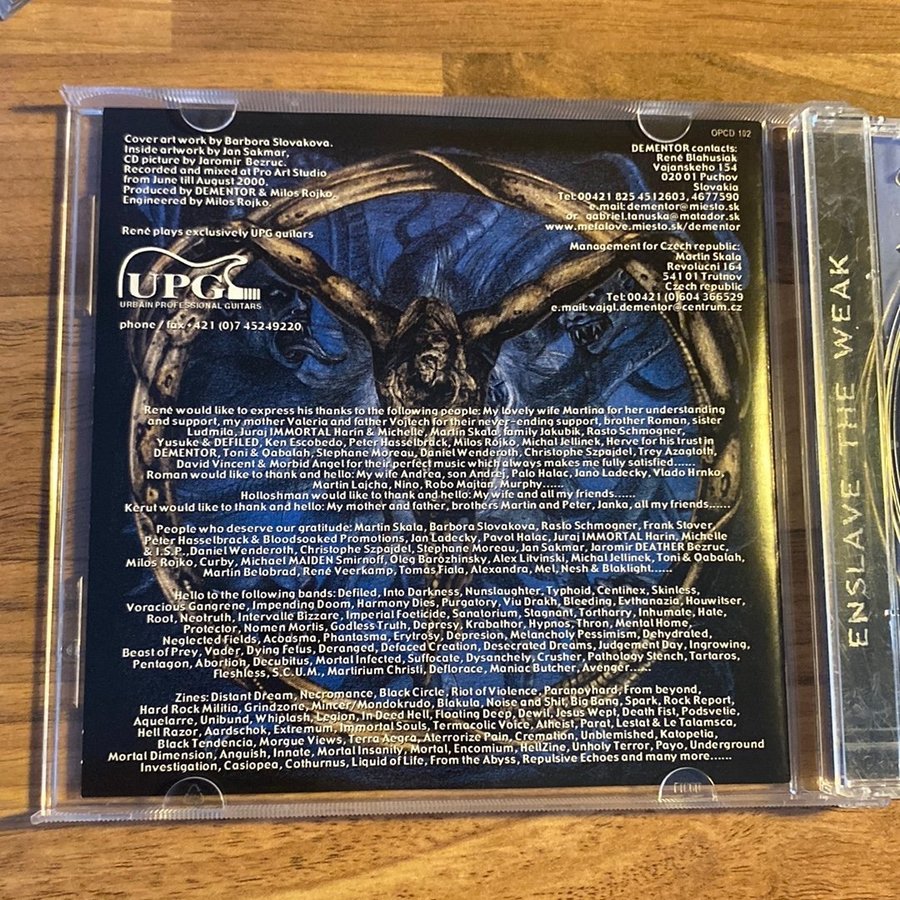 Cover artwork by Barbora Slovakova.
Inside artwork by Jan Sakmar,
CD picture by Jaromir Bezruc.
Recorded and mixed at Pro Art Studio
from June till August 2000.
Produced by DEMENTOR & Milos Rojko.
Engineered by Milos Rojko.
René plays exclusively UPG guitars
UPG
URBAIN PROFESSIONAL GUITARS
phone / fax • 421 (0)7 45249220
OPCD 102
DEMENTOR contacts:
René Blahusiak
Vajanskeho 154
020 01 Puchov
Slovakia
Tel: 00421 825 4512603, 4677590
e.mail: dementor@miesto.sk
or gabriel.tanuska@matador.sk
www.metalove.miesto.sk/dementor
Management for Czech republic:
Martin Skala
Revolucni 164
541 01 Trutnov
Czech republic
Tel: 00421 (0)604 366529
e.mail: vajgl.dementor@centrum.cz
René would like to express his thanks to the following people: My lovely wife Martina for her understanding
and support, my mother Valeria and father Vojtech for their never-ending support, brother Roman, sister
Ludmila, Juraj IMMORTAL Harin & Michelle, Martin Skala, family Jakubik, Rasto Schmogner,
Yusuke & DEFILED, Ken Escobedo, Peter Hasselbrack, Milos Rojko, Michal Jellinek, Herve for his trust in
DEMENTOR, Toni & Qabalah, Stephane Moreau, Daniel Wenderoth, Christophe Szpajdel, Trey Azagtoth,
David Vincent & Morbid Angel for their perfect music which always makes me fully satisfied......
Roman would like to thank and hello: My wife Andrea, son Andrej, Palo Halac, Jano Ladecky, Vlado Hrnko,
Martin Lajcha, Nino, Robo Majtan, Murphy......
Holloshman would like to thank and hello: My wife and all my friends......
Kerut would like to thank and hello: My mother and father, brothers Martin and Peter, Janka, all my friends......
People who deserve our gratitude: Martin Skala, Barbora Slovakova, Rasto Schmogner, Frank Stover,
Peter Hasselbrack & Bloodsoaked Promotions, Jan Ladecky, Pavol Halac, Juraj IMMORTAL Harin, Michelle
& I.S.P., Daniel Wenderoth, Christophe Szpajdel, Stephane Moreau, Jan Sakmar, Jaromir DEATHER Bezruc,
Milos Rojko, Curby, Michael MAIDEN Smirnoff, Oleg Barozhinsky, Alex Litvinski, Michal Jellinek, Toni & Qabalah,
Martin Belobrad, René Veerkamp, Tomas Fiala, Alexandra, Mel, Nesh & Blaklight......
Hello to the following bands: Defiled, Into Darkness, Nunslaughter, Typhoid, Centinex, Skinless,
Voracious Gangrene, Impending Doom, Harmony Dies, Purgatory, Viu Drakh, Bleeding, Evthanazia, Houwitser,
Root, Neotruth, Intervalle Bizzare, Imperial Foeticide, Sanatorium, Stagnant, Tortharry, Inhumate, Hate,
Protector, Nomen Mortis, Godless Truth, Depresy, Krabathor, Hypnos, Thron, Mental Home,
Neglected Fields, Acoasma, Phantasma, Erytrosy, Depresion, Melancholy Pessimism, Dehydrated,
Beast of Prey, Vader, Dying Fetus, Deranged, Defaced Creation, Desecrated Dreams, Judgement Day, Ingrowing,
Pentagon, Abortion, Decubitus, Mortal Infected, Suffocate, Dysanchely, Crusher, Pathology Stench, Tartaros,
Fleshless, S.C.U.M., Martirium Christi, Deflorace, Maniac Butcher, Avenger......
Zines: Distant Dream, Necromance, Black Circle, Riot of Violence, Paranoyhard, From beyond,
Hard Rock Militia, Grindzone, Mincer/Mondokrudo, Blakula, Noise and Shit, Big Bang, Spark, Rock Report,
Aquelarre, Unibund, Whiplash, Legion, In Deed Hell, Floating Deep, Dewil, Jesus Wept, Death Fist, Podsvetie,
Hell Razor, Aardschok, Extremum, Immortal Souls, Termacolic Voice, Atheist, Parat, Lestat & Le Talamsca,
Black Tendencia, Morgue Views, Terra Aegra, Aterrorize Pain, Cremation, Unblemished, Katopetia,
Mortal Dimension, Anguish, Innate, Mortal Insanity, Mortal, Encomium, HellZine, Unholy Terror, Payo, Underground
Investigation, Casiopea, Cothurnus, Liquid of Life, From the Abyss, Repulsive Echoes and many more......
ENSLAVE THE WEAK